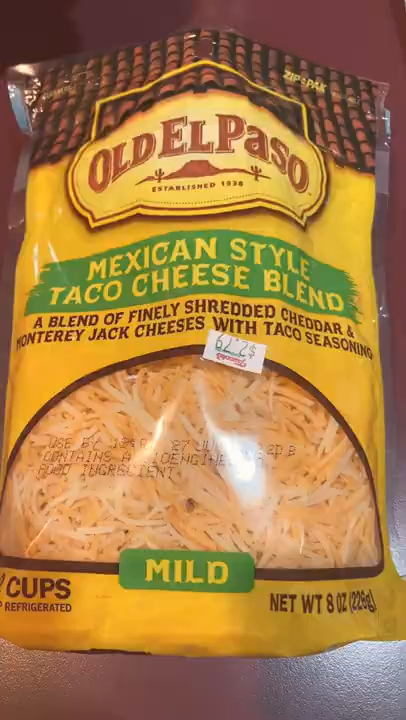 ZIP-PAK
OLD EL PASO
ESTABLISHED 1938
MEXICAN STYLE
TACO CHEESE BLEND
A BLEND OF FINELY SHREDDED CHEDDAR &
MONTEREY JACK CHEESES WITH TACO SEASONING
USE BY 27
CONTAINS A
FOOD INGREDIENT
MILD
2 CUPS
REFRIGERATED
NET WT 8 OZ (226g)